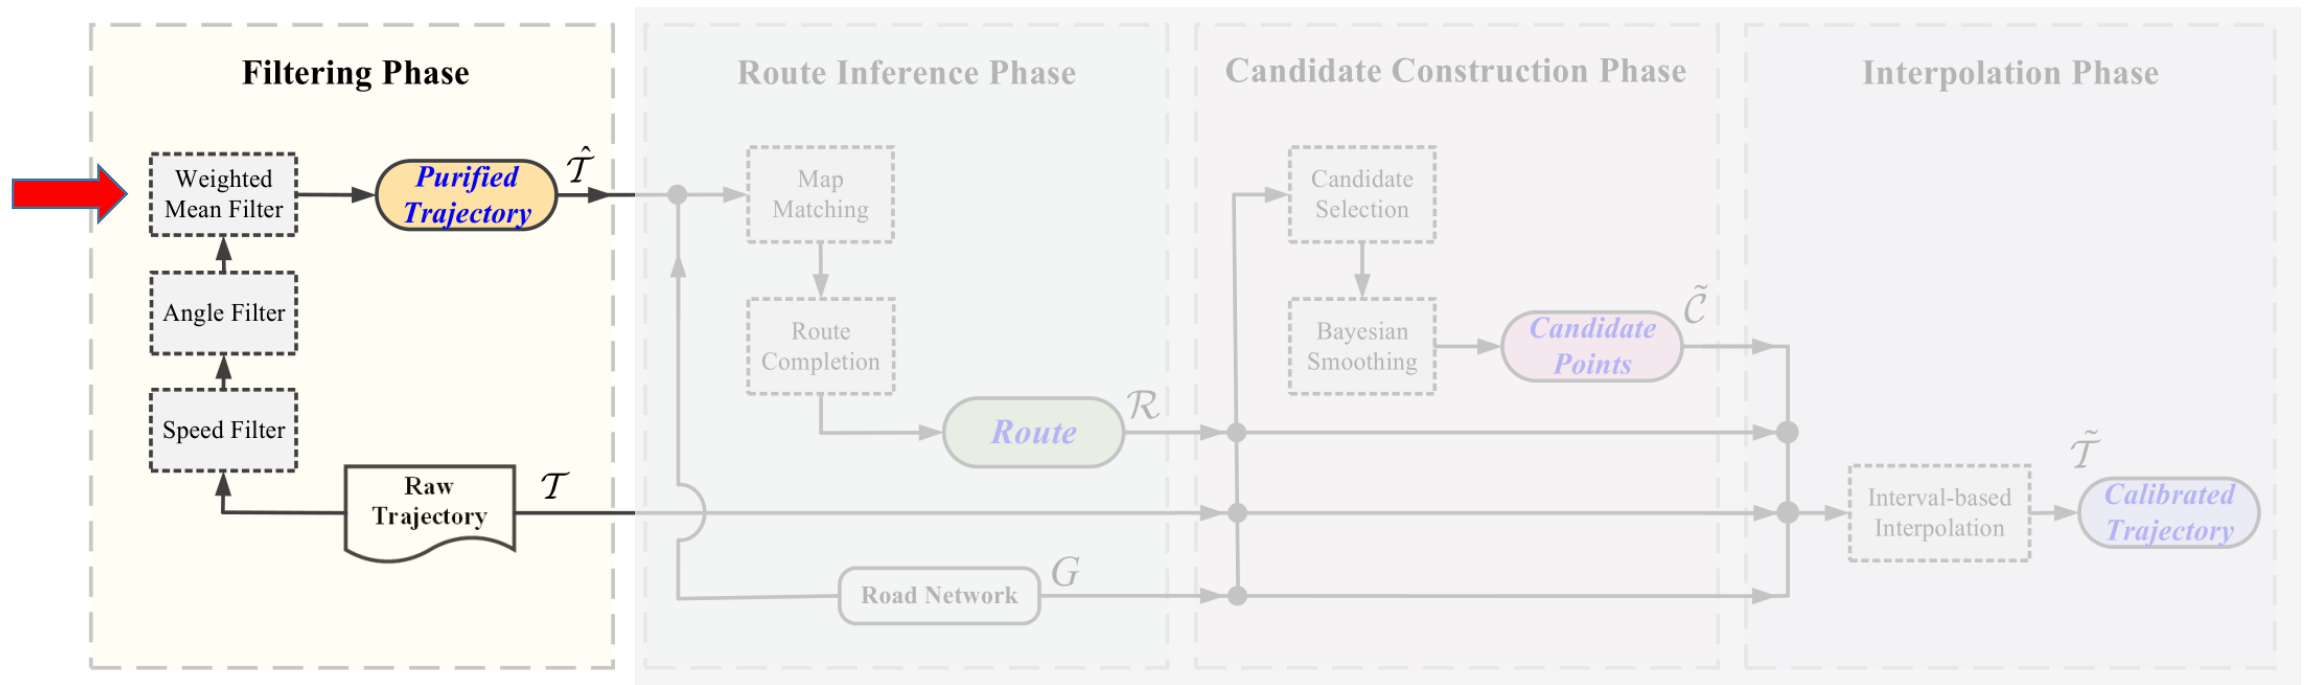 Filtering Phase
Weighted
Mean Filter
Purified
Trajectory
𝒯̂
Angle Filter
Speed Filter
Raw
Trajectory
𝒯
Route Inference Phase
Map
Matching
Route
Completion
Route
ℛ
Road Network
G
Candidate Construction Phase
Candidate
Selection
Bayesian
Smoothing
Candidate
Points
𝒞̃
Interpolation Phase
Interval-based
Interpolation
𝒯̃
Calibrated
Trajectory